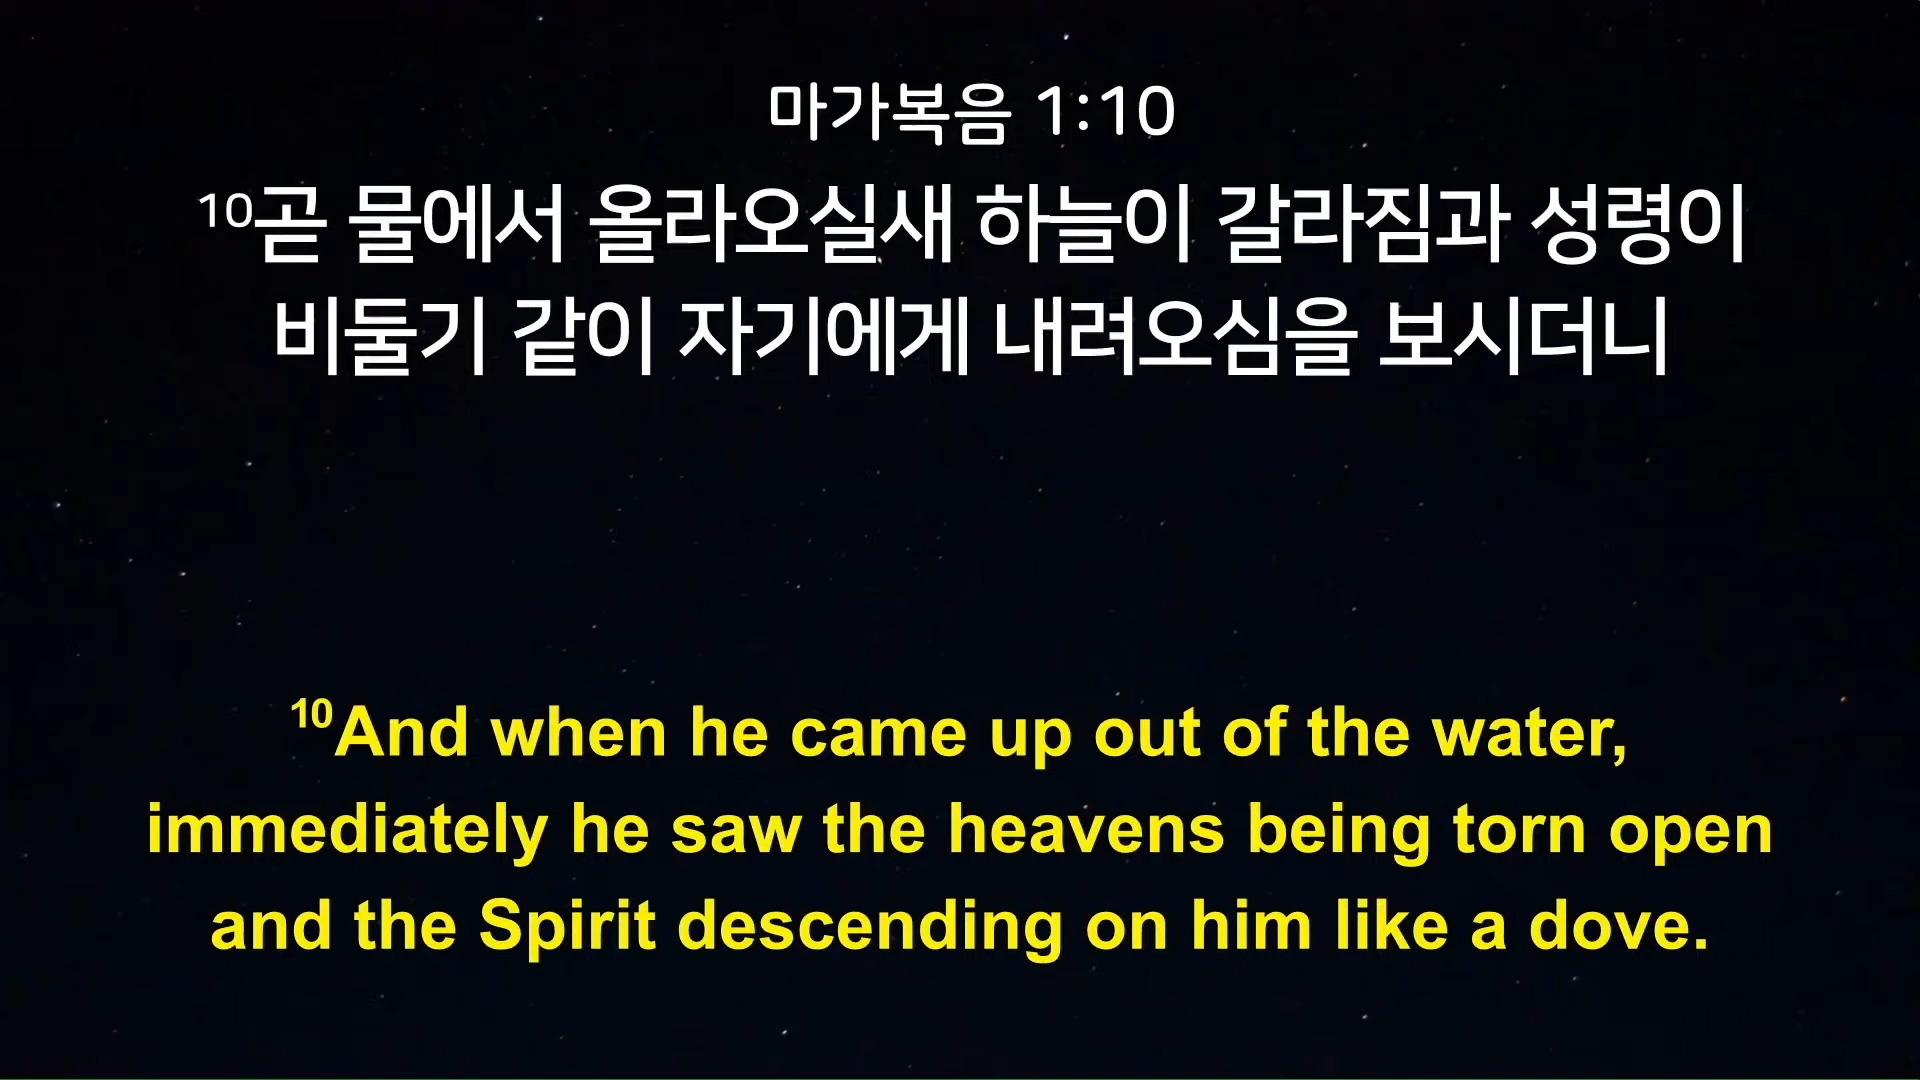 마가복음 1:10
10곧 물에서 올라오실새 하늘이 갈라짐과 성령이
비둘기 같이 자기에게 내려오심을 보시더니
10And when he came up out of the water,
immediately he saw the heavens being torn open
and the Spirit descending on him like a dove.